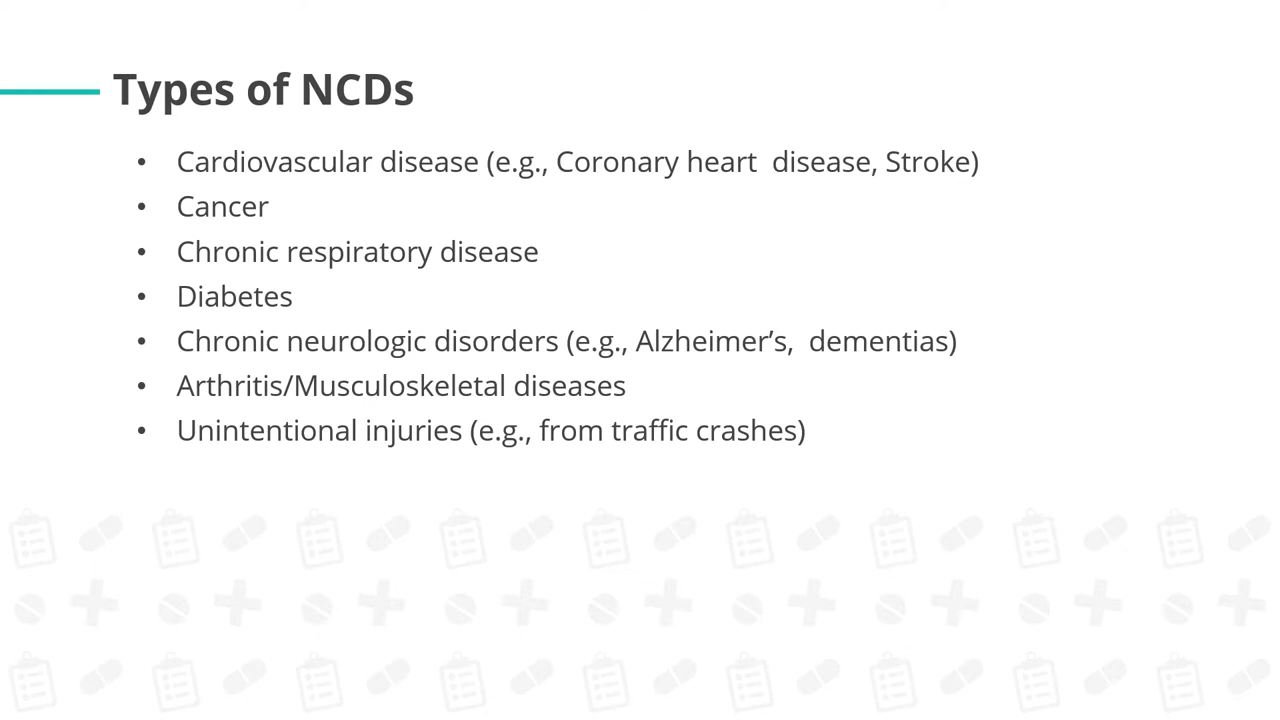 Types of NCDs
• Cardiovascular disease (e.g., Coronary heart  disease, Stroke)
• Cancer
• Chronic respiratory disease
• Diabetes
• Chronic neurologic disorders (e.g., Alzheimer’s,  dementias)
• Arthritis/Musculoskeletal diseases
• Unintentional injuries (e.g., from traffic crashes)